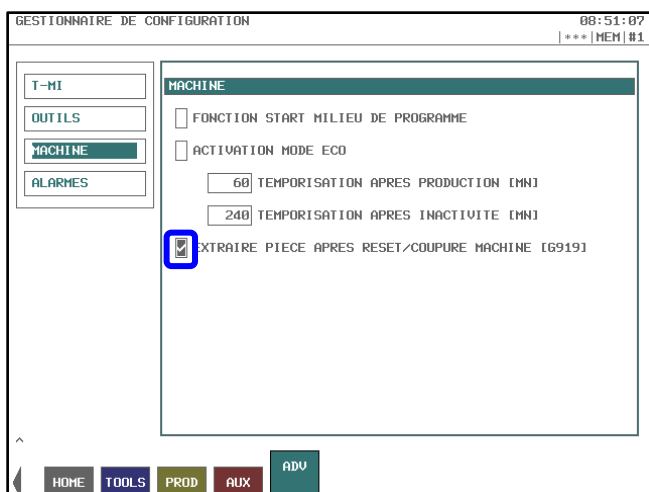 GESTIONNAIRE DE CONFIGURATION 08:51:07
|***|MEM|#1
T-MI
OUTILS
MACHINE
ALARMES
MACHINE
FONCTION START MILIEU DE PROGRAMME
ACTIVATION MODE ECO
60 TEMPORISATION APRES PRODUCTION [MN]
240 TEMPORISATION APRES INACTIVITE [MN]
EXTRAIRE PIECE APRES RESET/COUPURE MACHINE [G919]
^
HOME TOOLS PROD AUX ADV